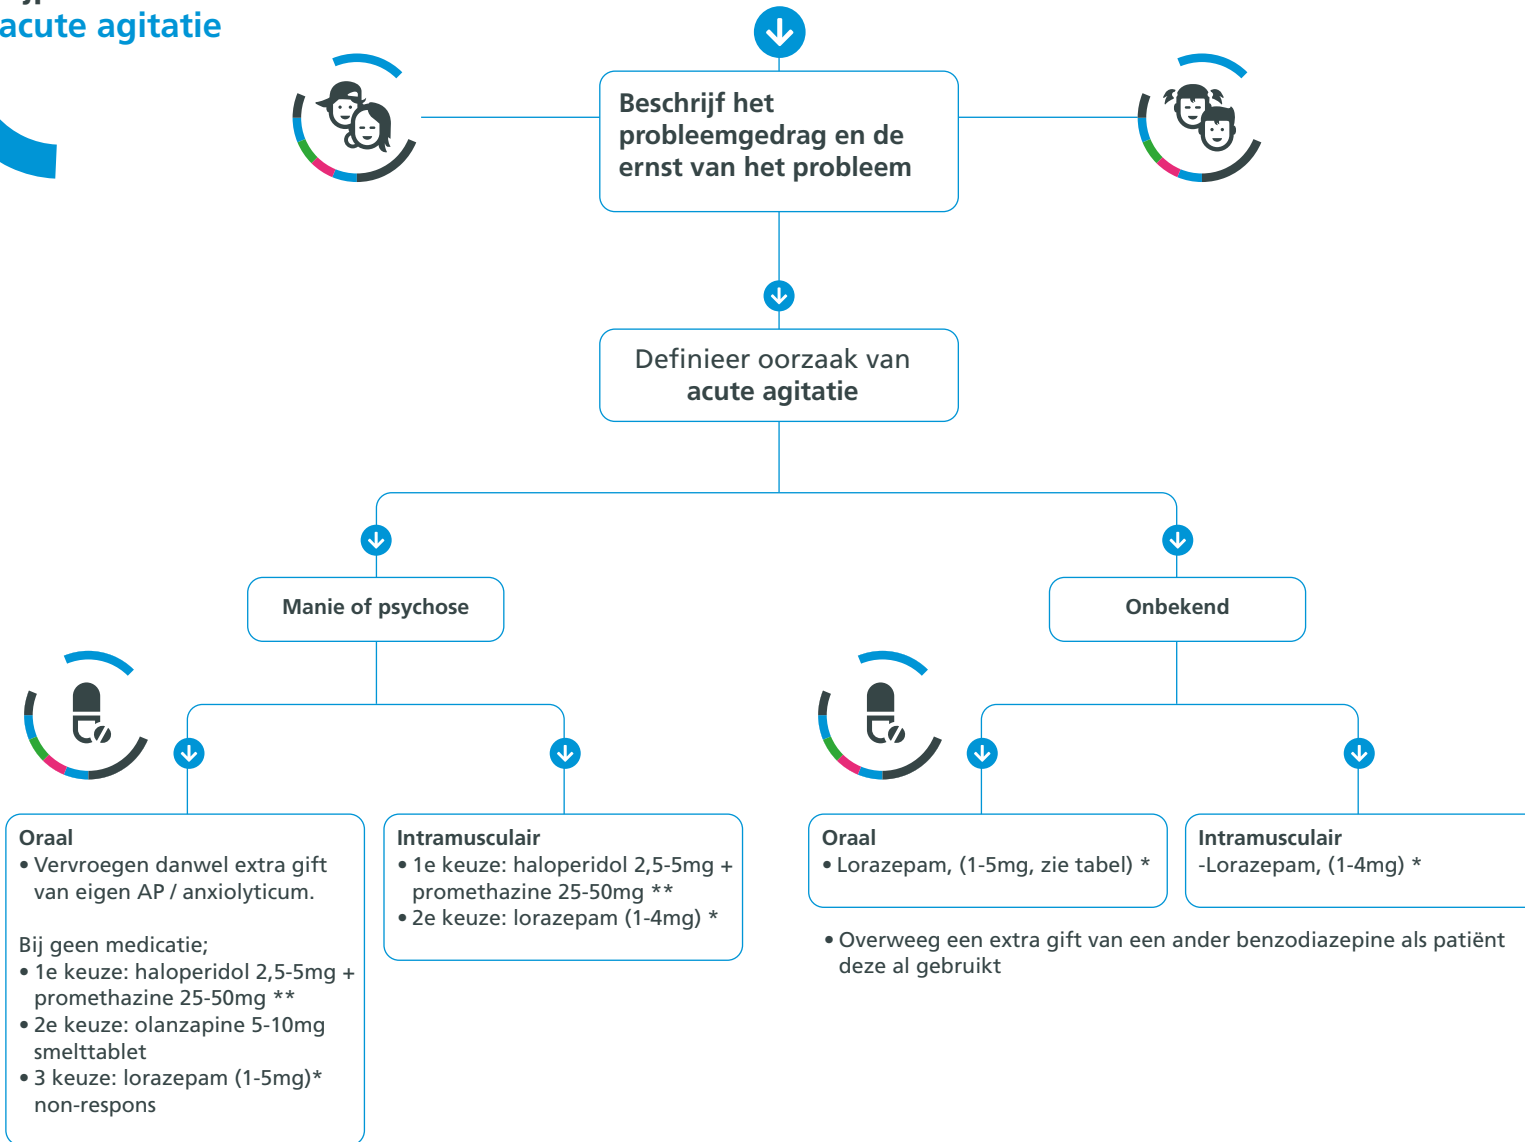 acute agitatie
Beschrijf het
probleemgedrag en de
ernst van het probleem
Definieer oorzaak van
acute agitatie
Manie of psychose
Onbekend
Oraal
• Vervroegen danwel extra gift
van eigen AP / anxiolyticum.
Bij geen medicatie;
• 1e keuze: haloperidol 2,5-5mg +
promethazine 25-50mg **
• 2e keuze: olanzapine 5-10mg
smelttablet
• 3 keuze: lorazepam (1-5mg)*
non-respons
Intramusculair
• 1e keuze: haloperidol 2,5-5mg +
promethazine 25-50mg **
• 2e keuze: lorazepam (1-4mg) *
Oraal
• Lorazepam, (1-5mg, zie tabel) *
Intramusculair
-Lorazepam, (1-4mg) *
• Overweeg een extra gift van een ander benzodiazepine als patiënt
deze al gebruikt